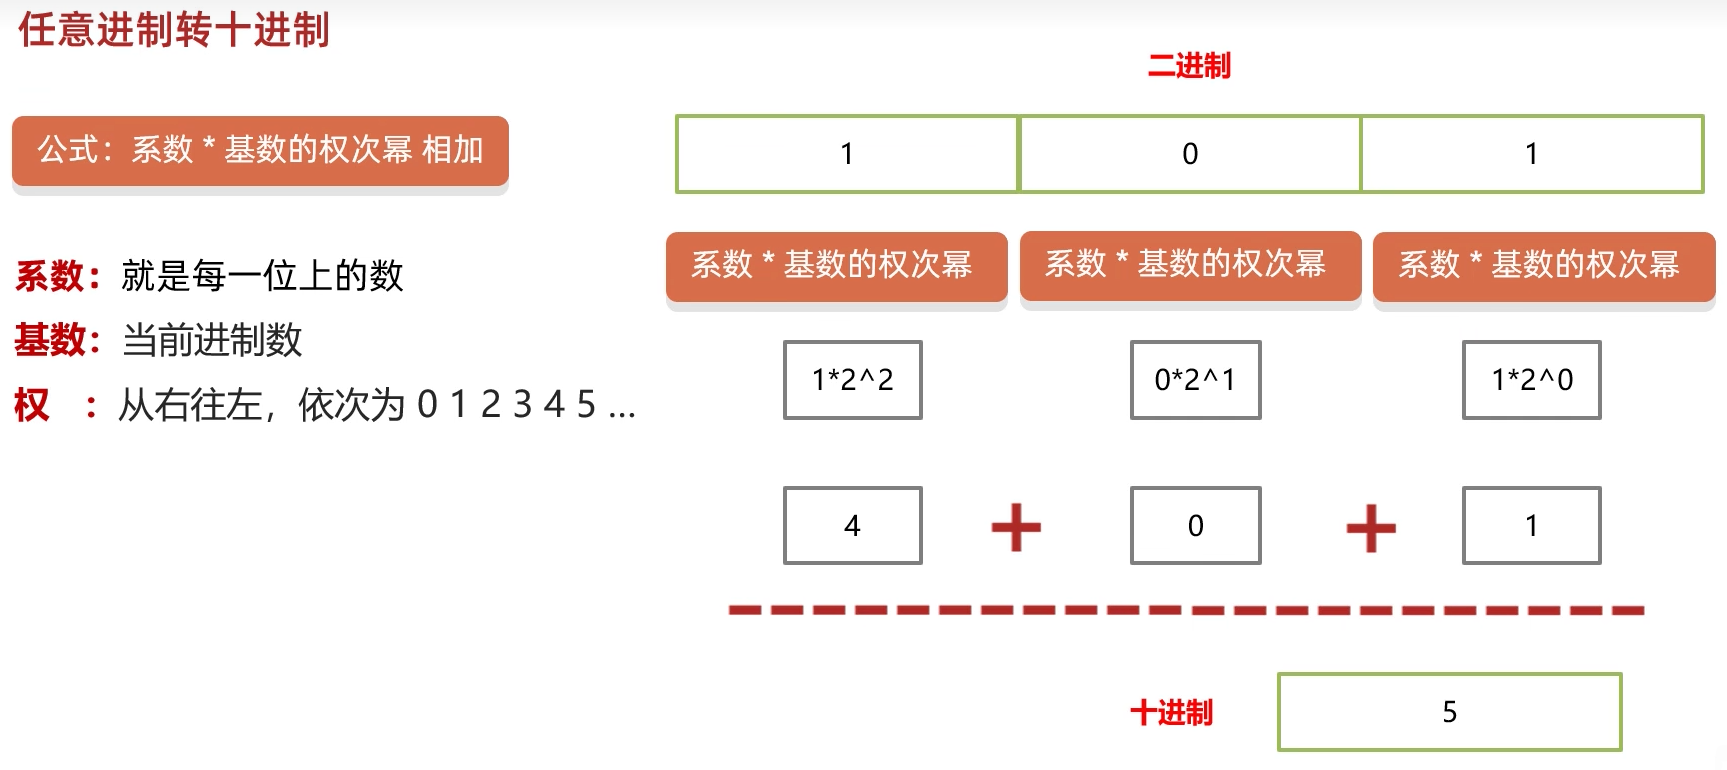 任意进制转十进制
公式：系数 * 基数的权次幂 相加
系数：就是每一位上的数
基数：当前进制数
权 ：从右往左，依次为 0 1 2 3 4 5 ...
二进制
1 0 1
系数 * 基数的权次幂 系数 * 基数的权次幂 系数 * 基数的权次幂
1*2^2 0*2^1 1*2^0
4 + 0 + 1
十进制 5